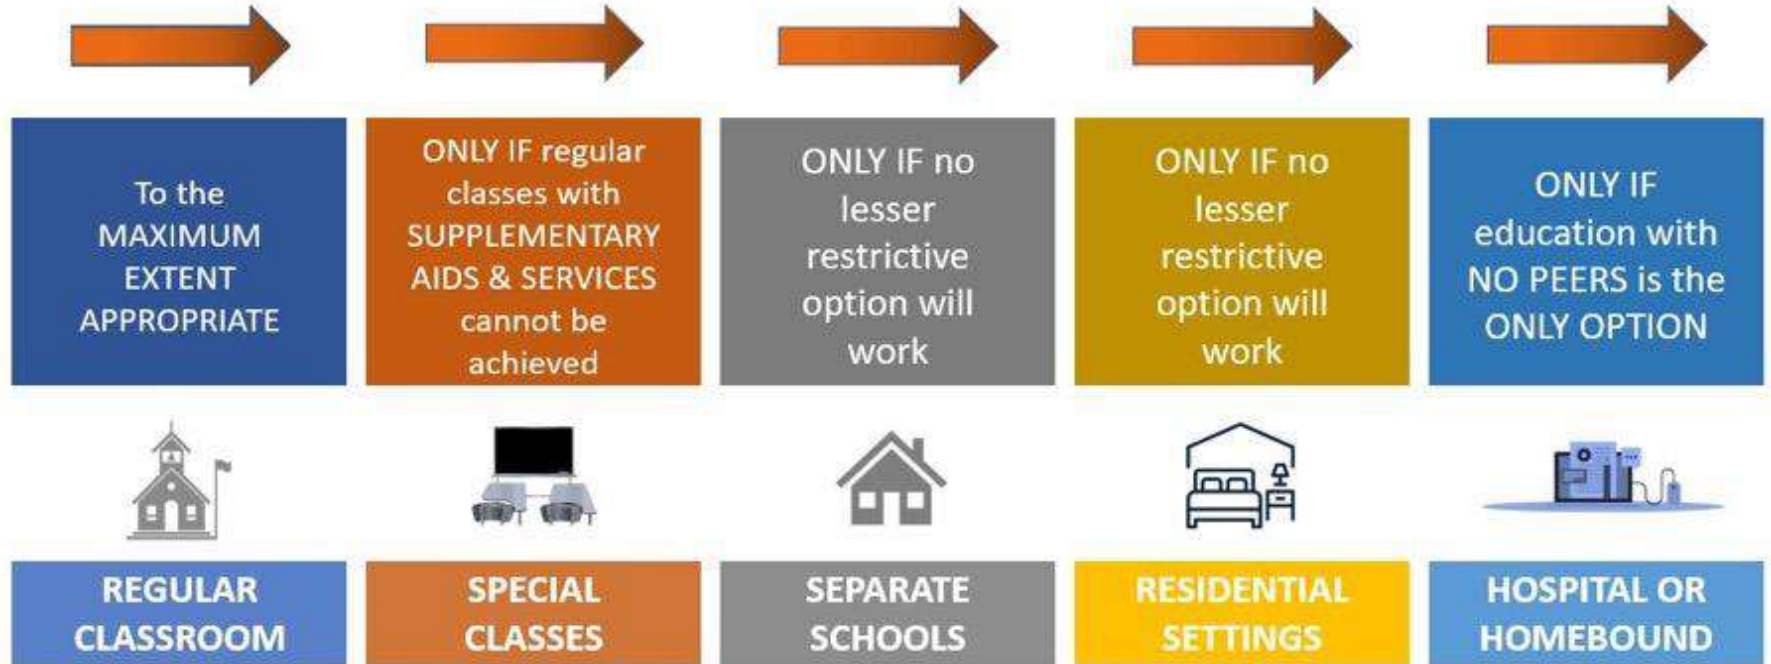 To the
MAXIMUM
EXTENT
APPROPRIATE
ONLY IF regular
classes with
SUPPLEMENTARY
AIDS & SERVICES
cannot be
achieved
ONLY IF no
lesser
restrictive
option will
work
ONLY IF no
lesser
restrictive
option will
work
ONLY IF
education with
NO PEERS is the
ONLY OPTION
REGULAR
CLASSROOM
SPECIAL
CLASSES
SEPARATE
SCHOOLS
RESIDENTIAL
SETTINGS
HOSPITAL OR
HOMEBOUND